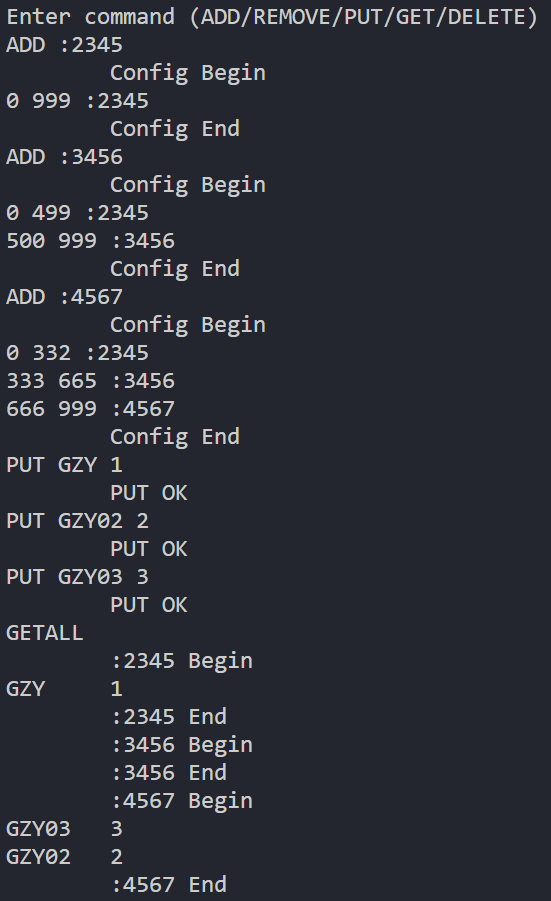 Enter command (ADD/REMOVE/PUT/GET/DELETE)
ADD :2345
Config Begin
0 999 :2345
Config End
ADD :3456
Config Begin
0 499 :2345
500 999 :3456
Config End
ADD :4567
Config Begin
0 332 :2345
333 665 :3456
666 999 :4567
Config End
PUT GZY 1
PUT OK
PUT GZY02 2
PUT OK
PUT GZY03 3
PUT OK
GETALL
:2345 Begin
GZY 1
:2345 End
:3456 Begin
:3456 End
:4567 Begin
GZY03 3
GZY02 2
:4567 End